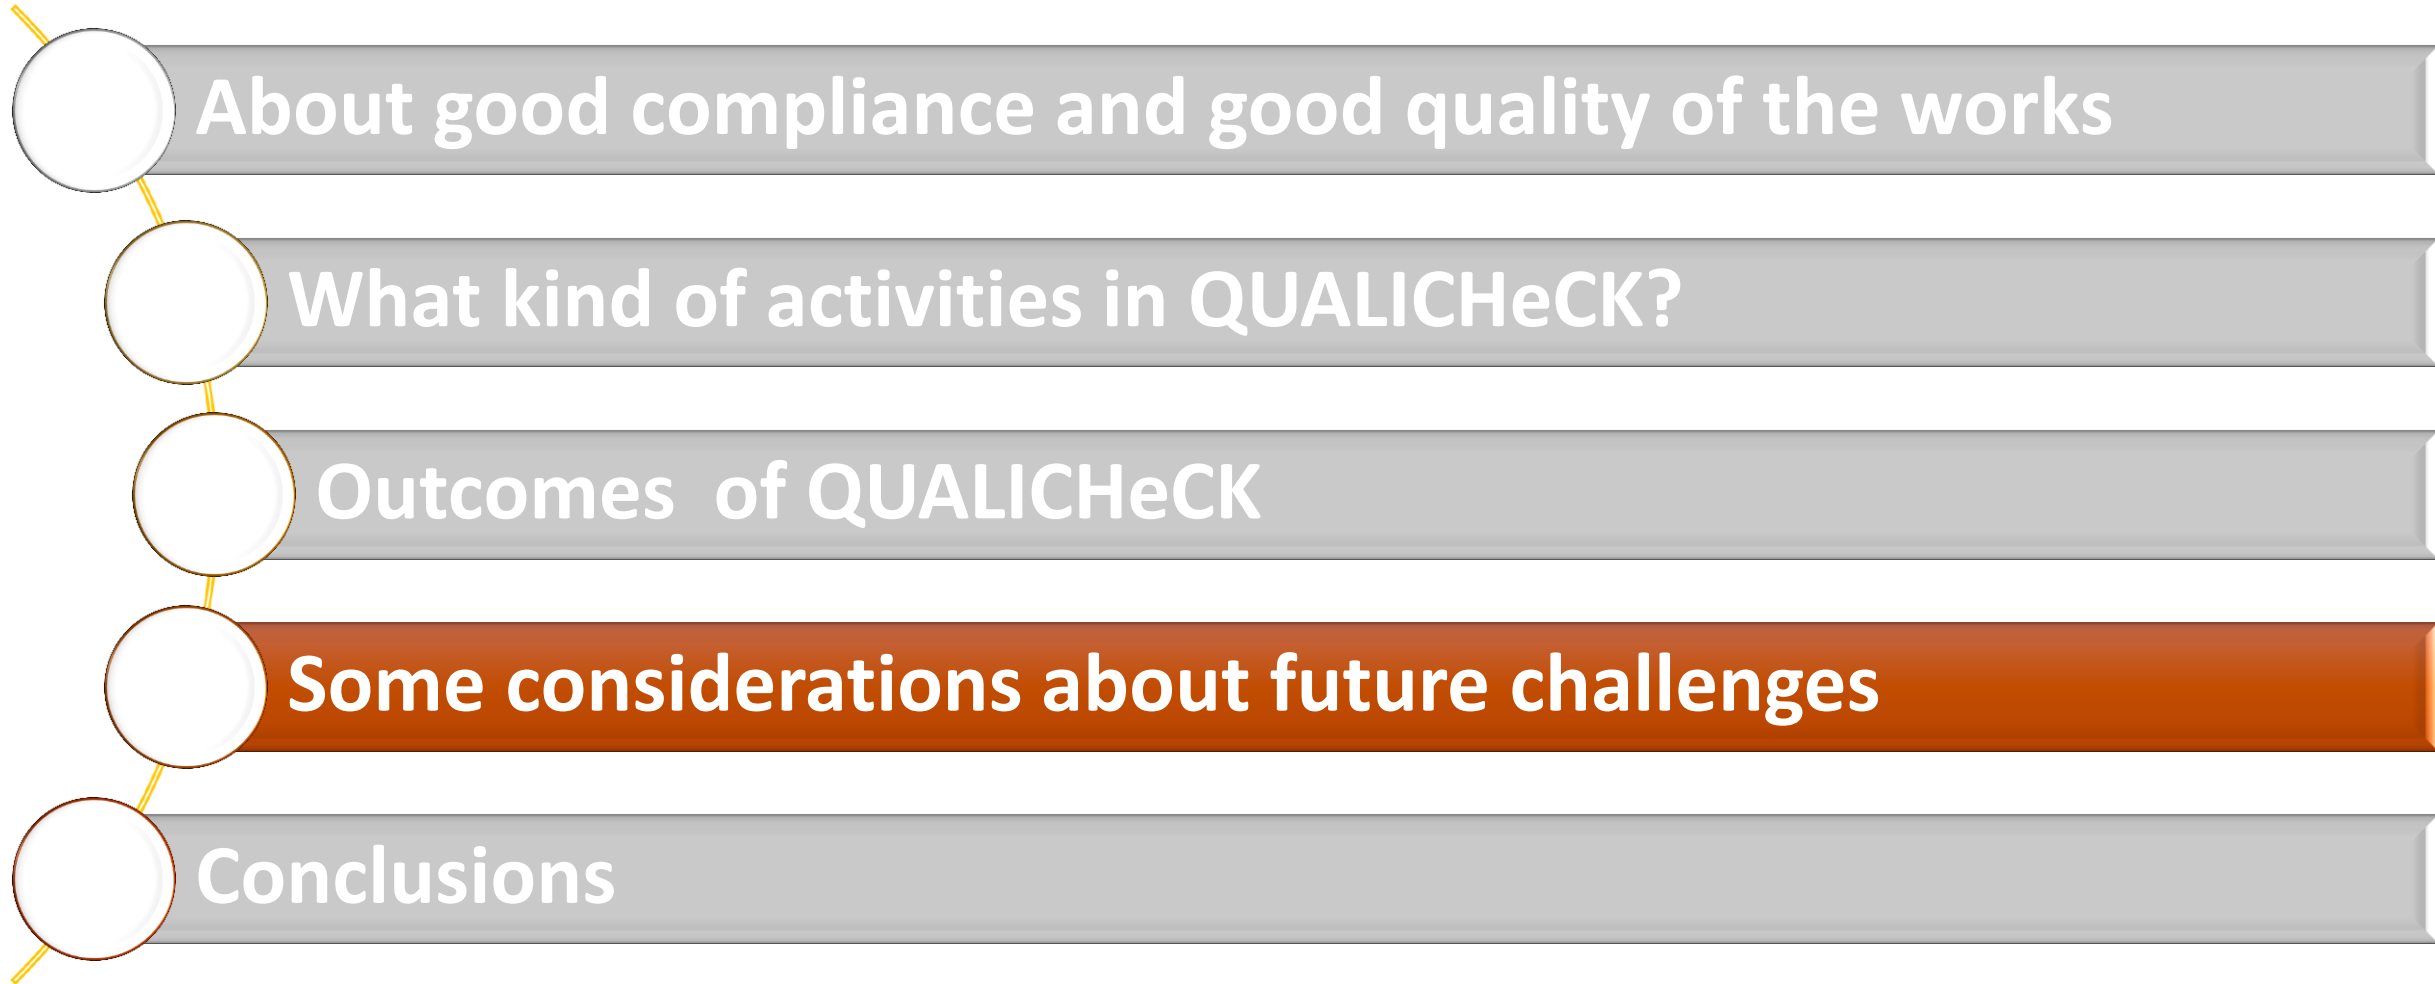 About good compliance and good quality of the works
What kind of activities in QUALICHeCK?
Outcomes  of QUALICHeCK
Some considerations about future challenges
Conclusions